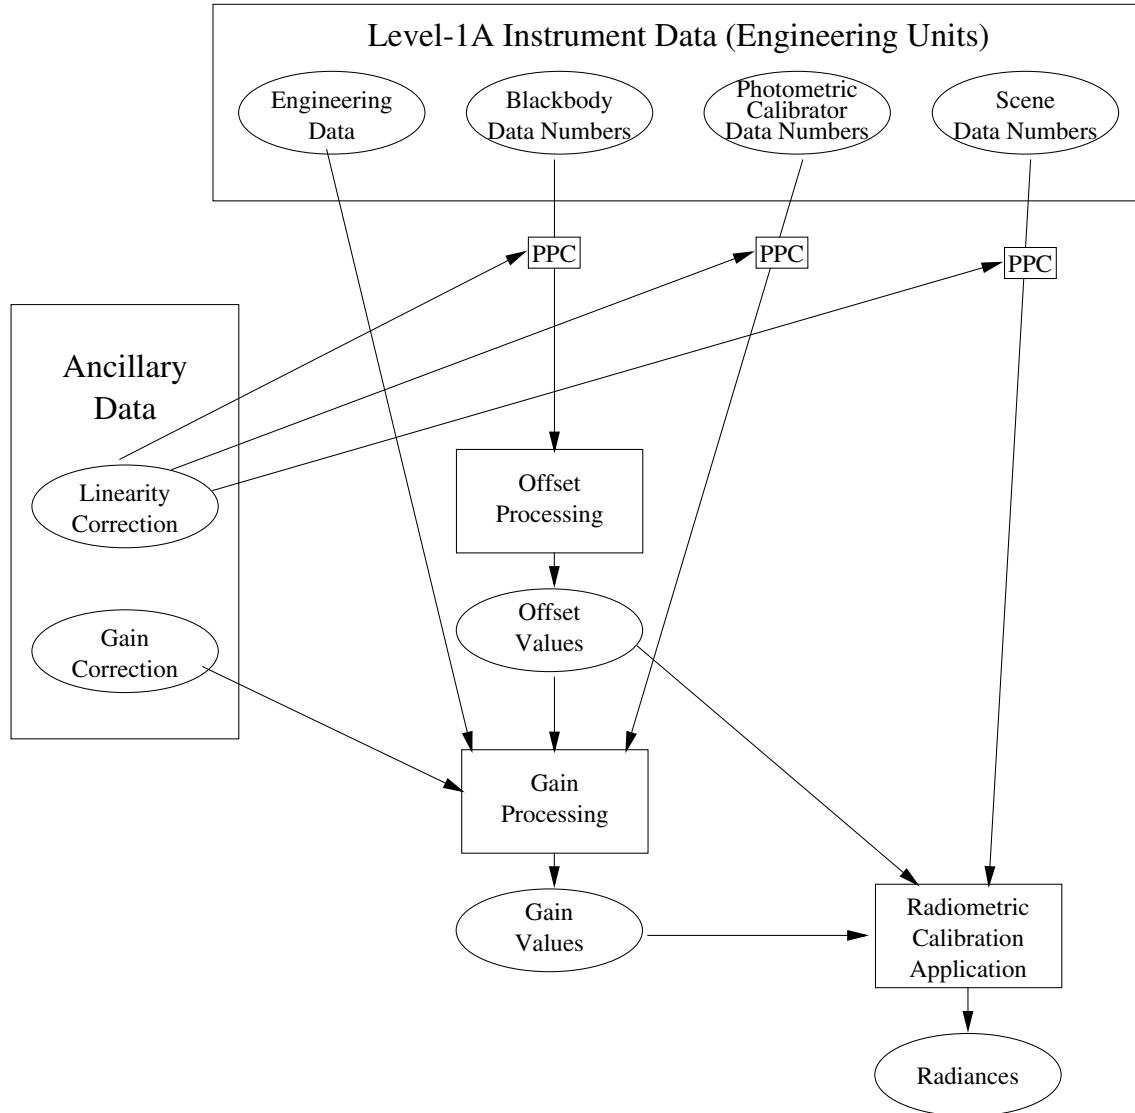 Level-1A Instrument Data (Engineering Units)
Engineering
Data
Blackbody
Data Numbers
Photometric
Calibrator
Data Numbers
Scene
Data Numbers
PPC
PPC
PPC
Ancillary
Data
Linearity
Correction
Gain
Correction
Offset
Processing
Offset
Values
Gain
Processing
Gain
Values
Radiometric
Calibration
Application
Radiances